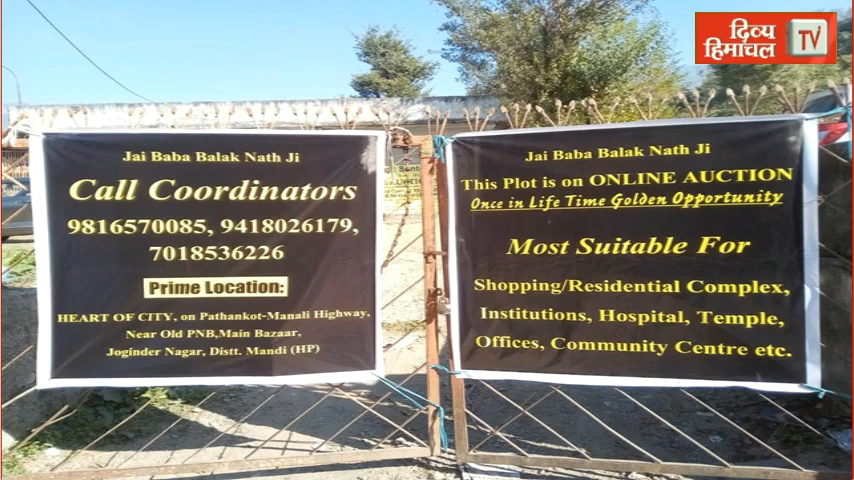 दिव्य
हिमाचल
TV
Jai Baba Balak Nath Ji
Call Coordinators
9816570085, 9418026179,
7018536226
Prime Location:
HEART OF CITY, on Pathankot-Manali Highway,
Near Old PNB,Main Bazaar,
Joginder Nagar, Distt. Mandi (HP)
Jai Baba Balak Nath Ji
This Plot is on ONLINE AUCTION
Once in Life Time Golden Opportunity
Most Suitable For
Shopping/Residential Complex,
Institutions, Hospital, Temple,
Offices, Community Centre etc.